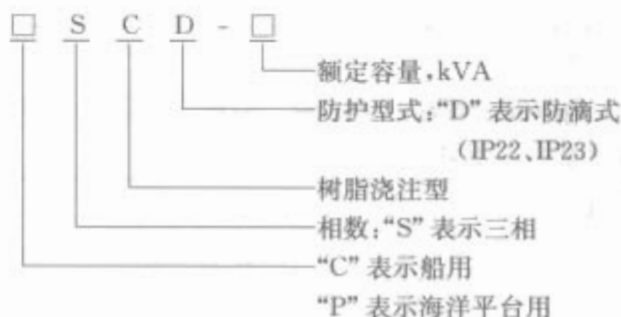 □ S C D - □
额定容量,kVA
防护型式:“D”表示防滴式
(IP22、IP23)
树脂浇注型
相数:“S”表示三相
“C”表示船用
“P”表示海洋平台用